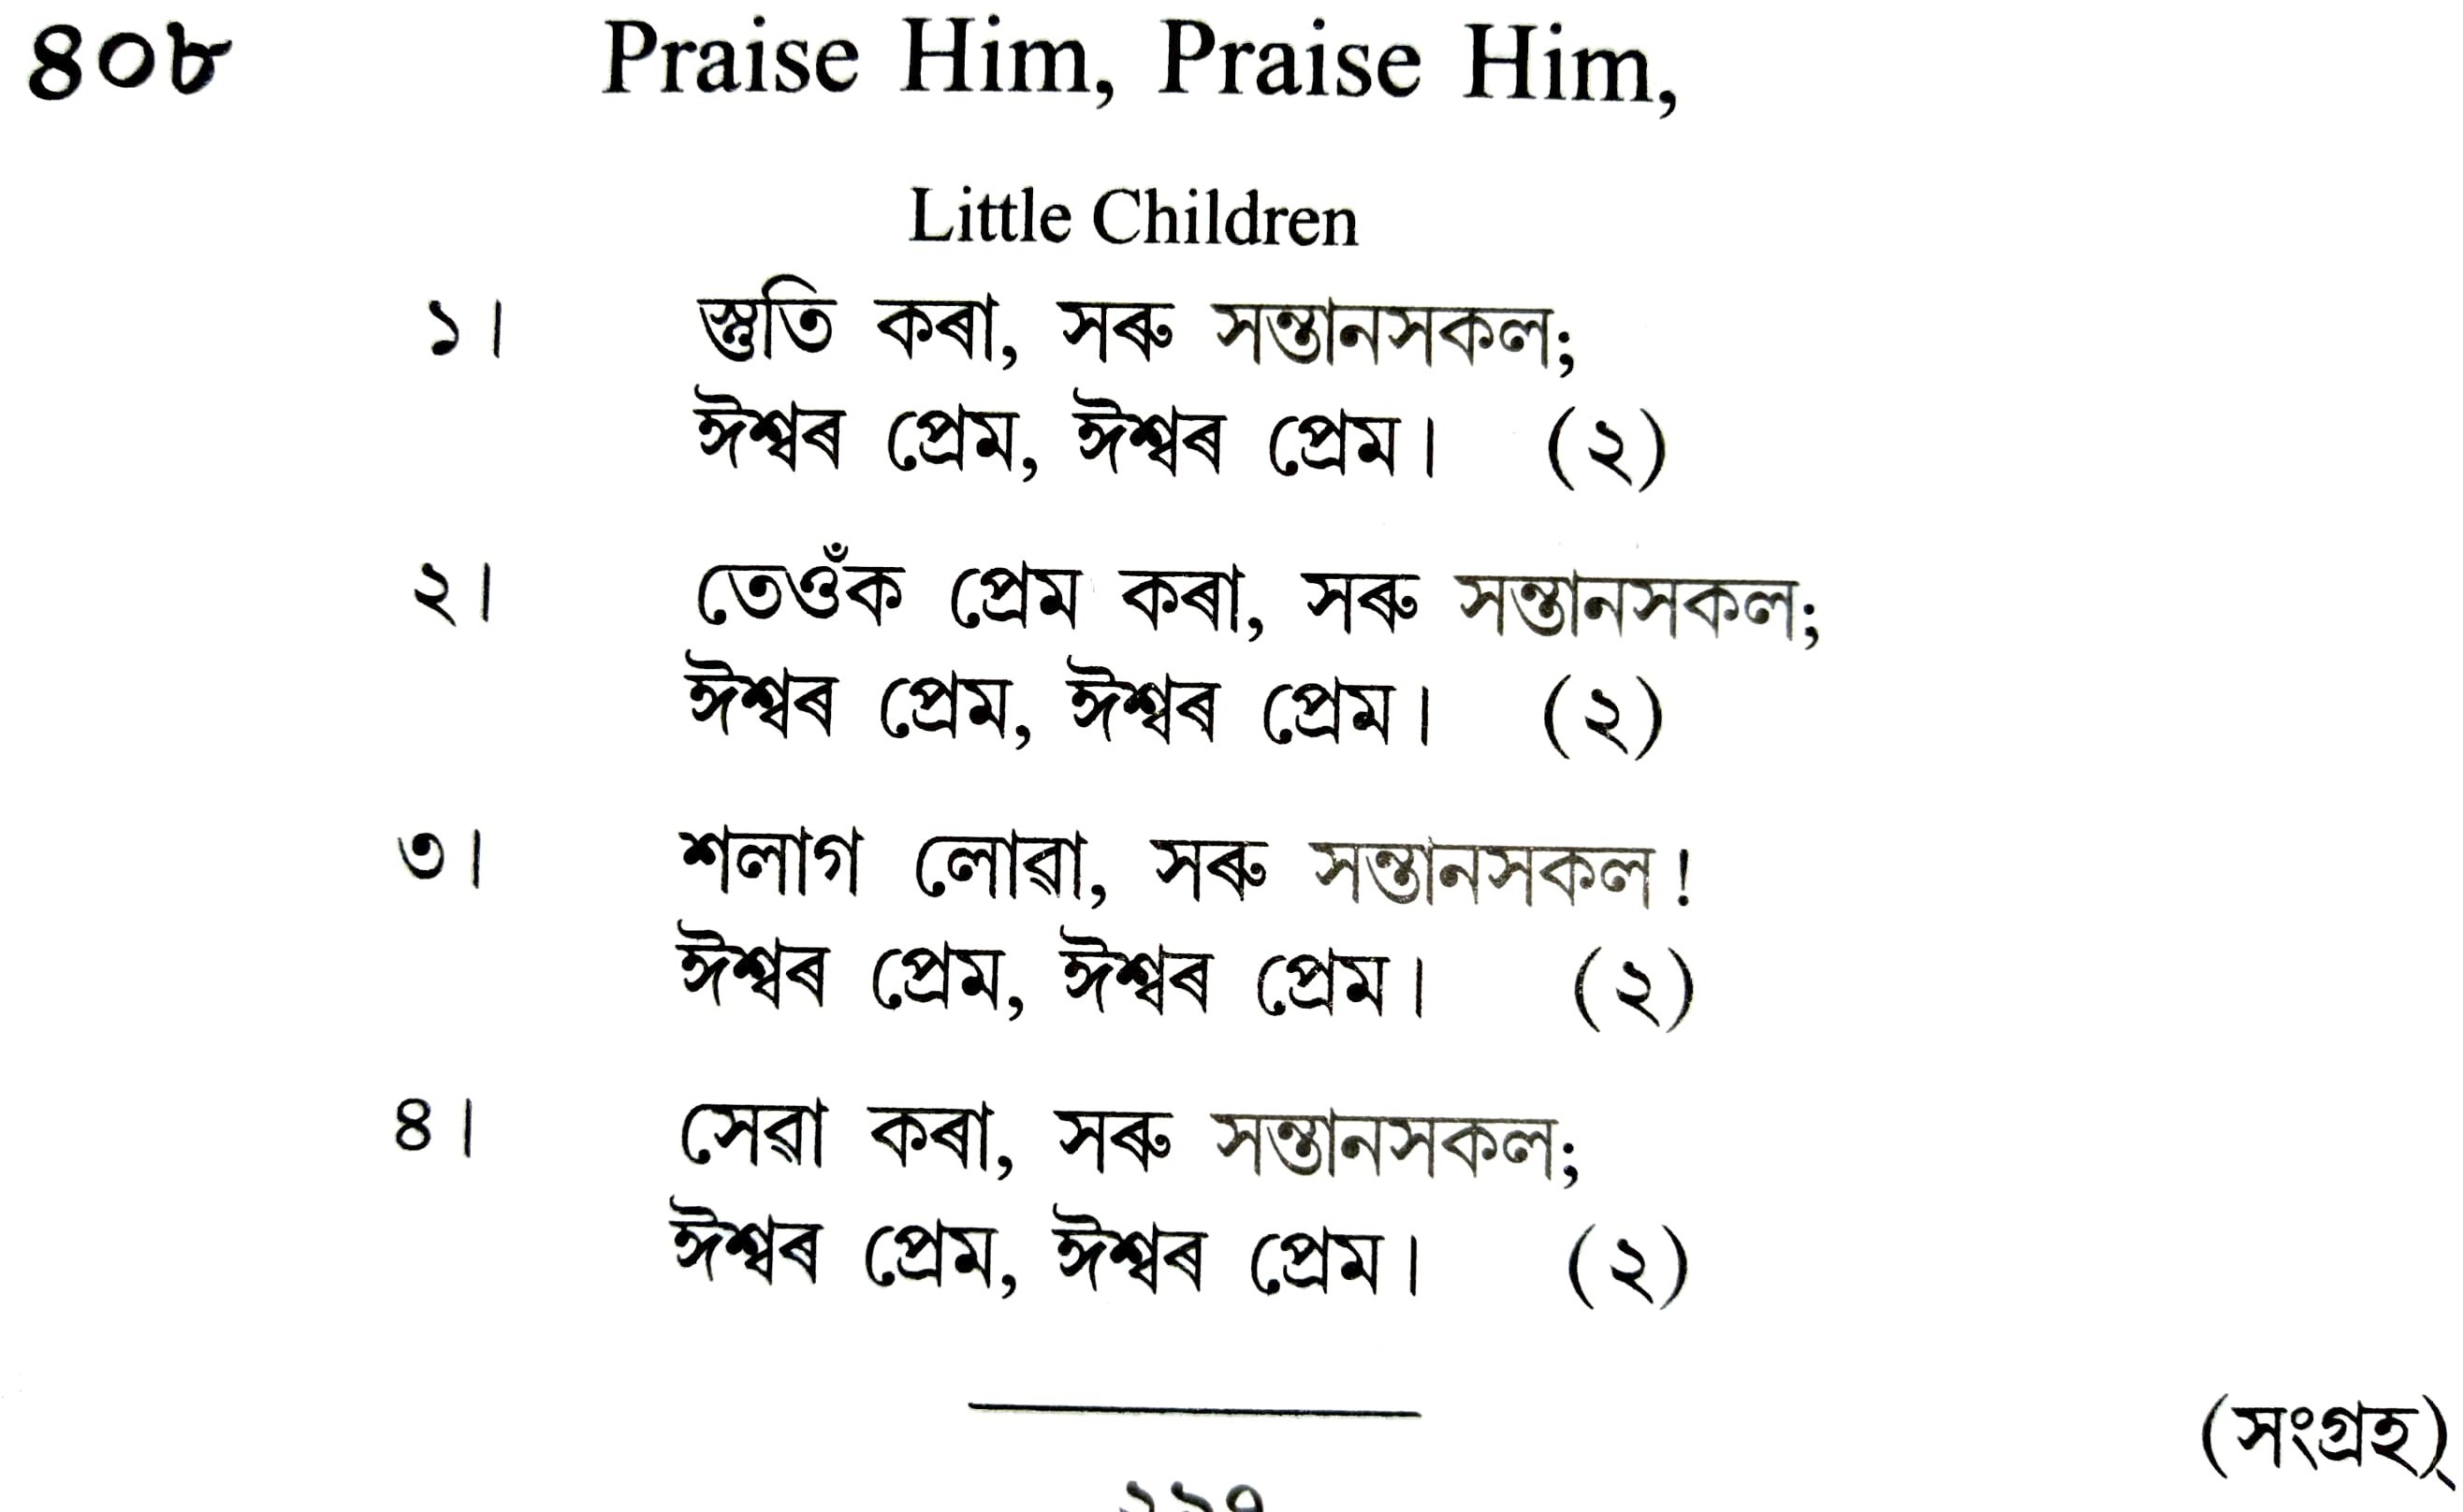 ৪০৮ Praise Him, Praise Him,
Little Children
১। স্তুতি কৰা, সৰু সন্তানসকল;
ঈশ্বৰ প্ৰেম, ঈশ্বৰ প্ৰেম। (২)
২। তেওঁক প্ৰেম কৰা, সৰু সন্তানসকল;
ঈশ্বৰ প্ৰেম, ঈশ্বৰ প্ৰেম। (২)
৩। শলাগ লোৱা, সৰু সন্তানসকল!
ঈশ্বৰ প্ৰেম, ঈশ্বৰ প্ৰেম। (২)
৪। সেৱা কৰা, সৰু সন্তানসকল;
ঈশ্বৰ প্ৰেম, ঈশ্বৰ প্ৰেম। (২)
(সংগ্ৰহ)